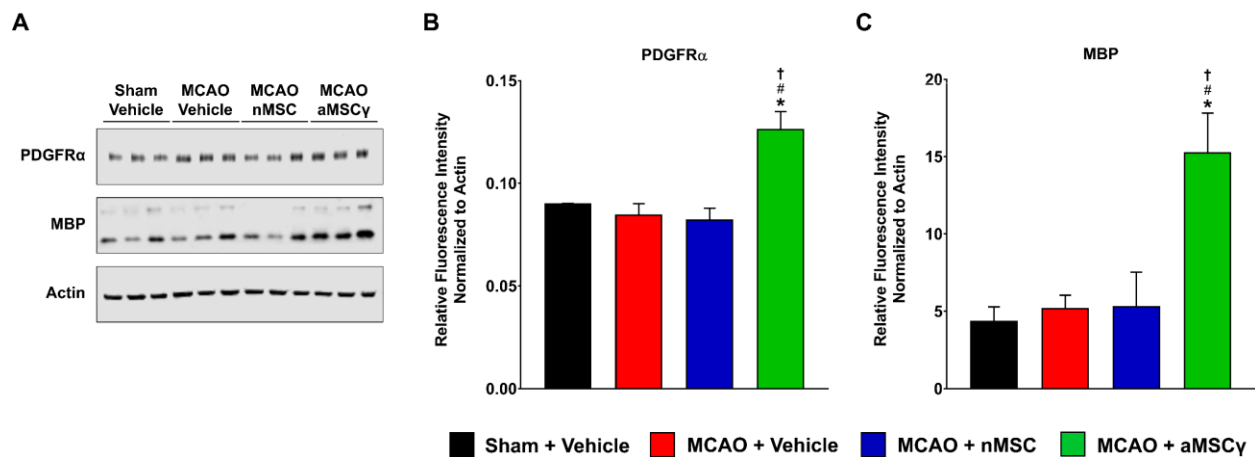 A
Sham MCAO MCAO MCAO
Vehicle Vehicle nMSC aMSCγ
PDGFRα
MBP
Actin
B
PDGFRα
Relative Fluorescence Intensity
Normalized to Actin
0.15
0.10
0.05
0.00
†
#
*
C
MBP
Relative Fluorescence Intensity
Normalized to Actin
20
15
10
5
0
†
#
*
Sham + Vehicle MCAO + Vehicle MCAO + nMSC MCAO + aMSCγ